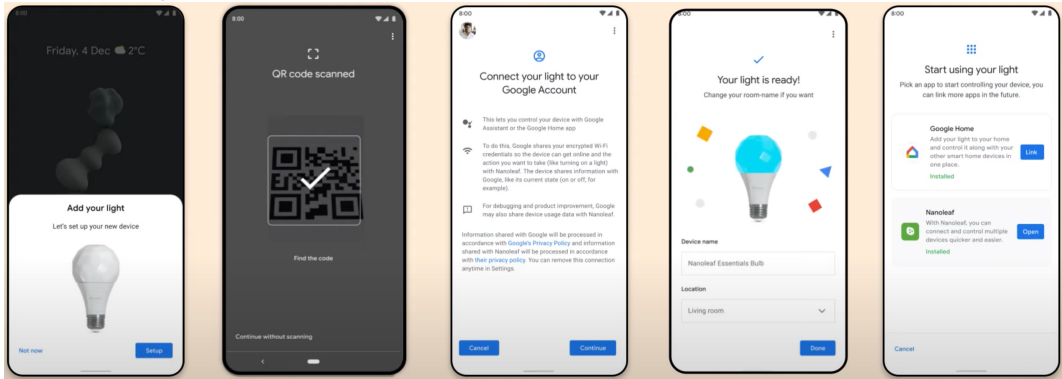 8:00
Friday, 4 Dec 2°C
Add your light
Let's set up your new device
Not now
Setup
8:00
QR code scanned
Find the code
Continue without scanning
8:00
Connect your light to your
Google Account
This lets you control your device with Google
Assistant or the Google Home app
To do this, Google shares your encrypted Wi-Fi
credentials so the device can get online and the
action you want to take (like turning on a light)
with Nanoleaf. The device shares information with
Google, like its current state (on or off, for
example).
For debugging and product improvement, Google
may also share device usage data with Nanoleaf.
Information shared with Google will be processed in
accordance with Google's Privacy Policy and information
shared with Nanoleaf will be processed in accordance
with their privacy policy. You can remove this connection
anytime in Settings.
Cancel
Continue
8:00
Your light is ready!
Change your room-name if you want
Device name
Nanoleaf Essentials Bulb
Location
Living room
Done
8:00
Start using your light
Pick an app to start controlling your device, you
can link more apps in the future.
Google Home
Add your light to your home
and control it along with your
other smart home devices in
one place.
Installed
Link
Nanoleaf
With Nanoleaf, you can
connect and control multiple
devices quicker and easier.
Installed
Open
Cancel